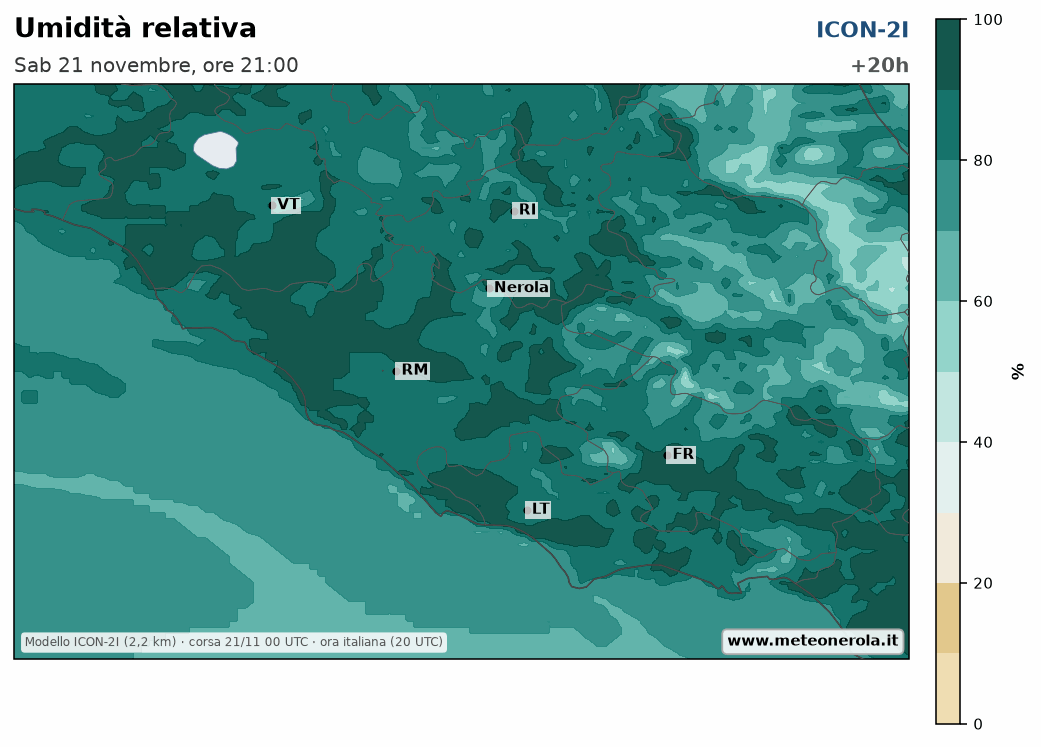 Umidità relativa
ICON-2I
Sab 21 novembre, ore 21:00
+20h
100
80
60
40
20
0
%
VT
RI
Nerola
RM
FR
LT
Modello ICON-2I (2,2 km) · corsa 21/11 00 UTC · ora italiana (20 UTC)
www.meteonerola.it